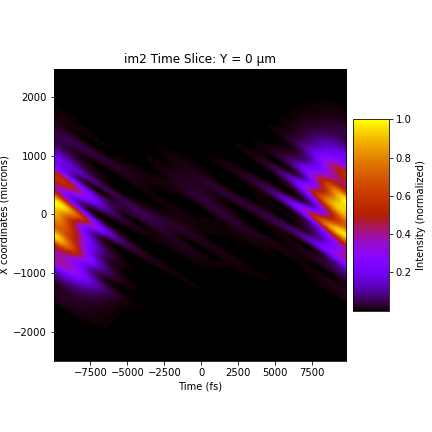 im2 Time Slice: Y = 0 μm
2000
1000
0
−1000
−2000
X coordinates (microns)
−7500 −5000 −2500 0 2500 5000 7500
Time (fs)
1.0
0.8
0.6
0.4
0.2
Intensity (normalized)